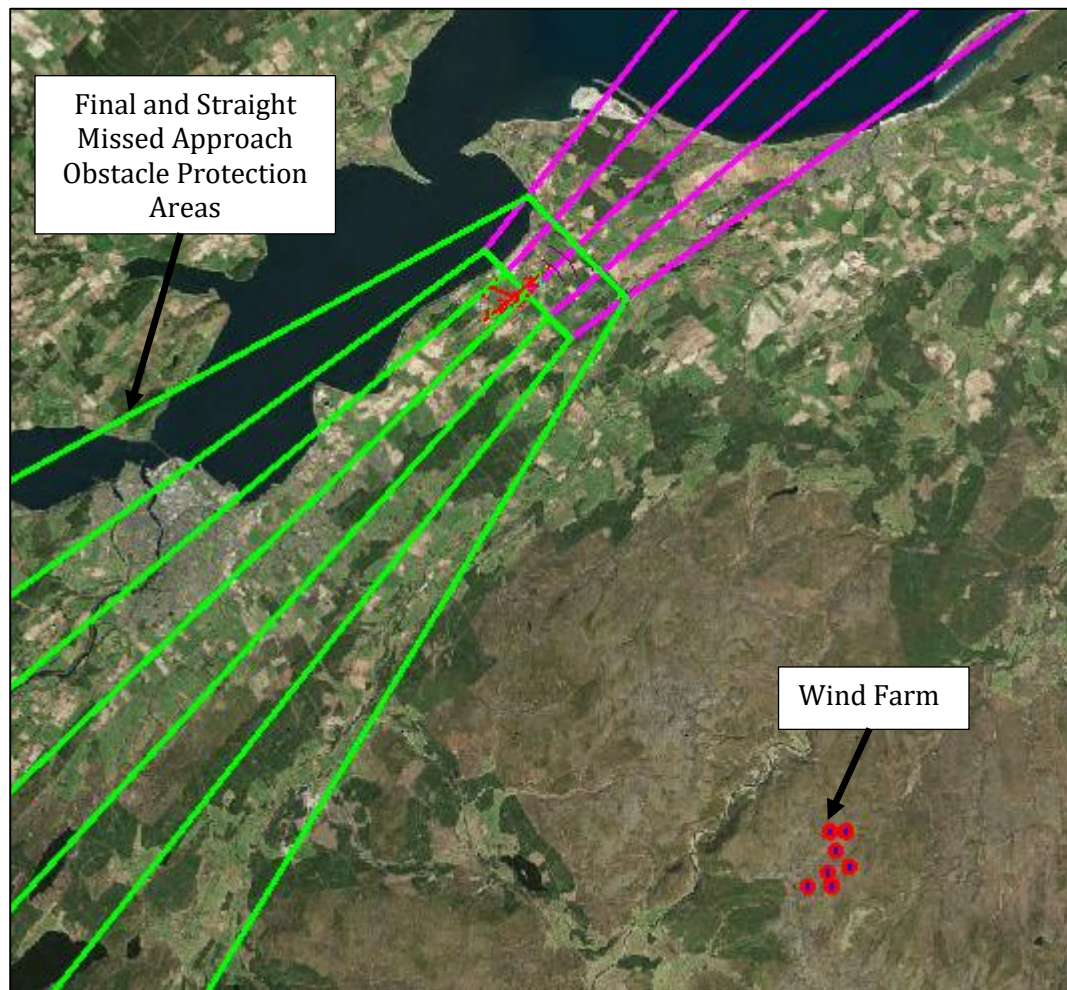 Final and Straight
Missed Approach
Obstacle Protection
Areas
Wind Farm